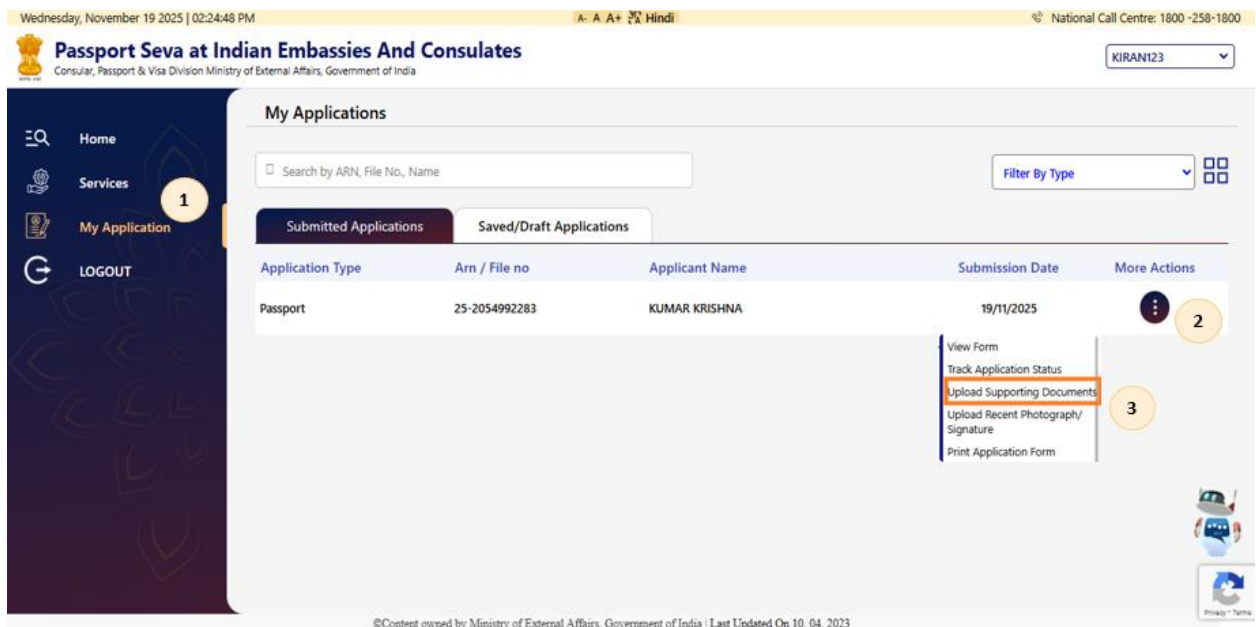 Wednesday, November 19 2025 | 02:24:48 PM
A- A A+ Hindi
National Call Centre: 1800 -258-1800
Passport Seva at Indian Embassies And Consulates
Consular, Passport & Visa Division Ministry of External Affairs, Government of India
KIRAN123
Home
Services
1
My Application
LOGOUT
My Applications
Search by ARN, File No., Name
Filter By Type
Submitted Applications Saved/Draft Applications
Application Type Arn / File no Applicant Name Submission Date More Actions
Passport 25-2054992283 KUMAR KRISHNA 19/11/2025
2
View Form
Track Application Status
Upload Supporting Documents
3
Upload Recent Photograph/
Signature
Print Application Form
Privacy - Terms
©Content owned by Ministry of External Affairs, Government of India | Last Updated On 10. 04. 2023